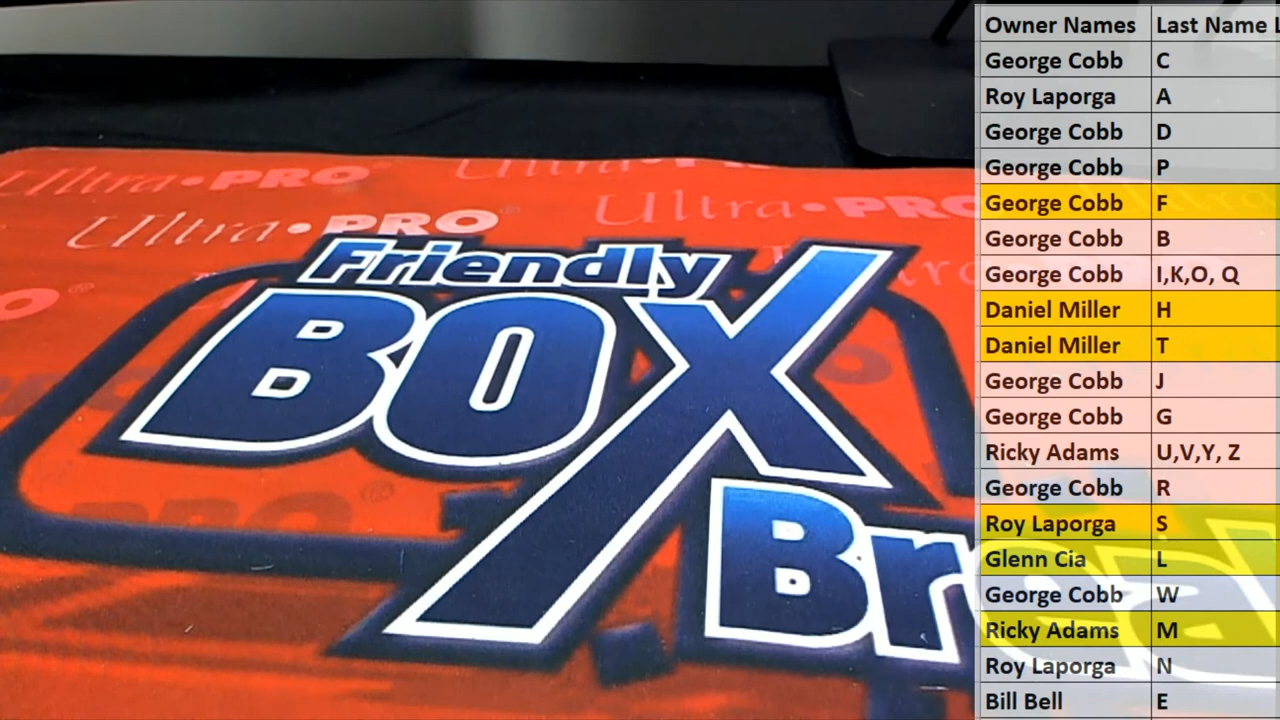 Ultra•PRO®
Ultra•PRO
Ultra•PRO®
Ultra•PRO
Friendly
BOX
Br
Owner Names Last Name L
George Cobb C
Roy Laporga A
George Cobb D
George Cobb P
George Cobb F
George Cobb B
George Cobb I,K,O, Q
Daniel Miller H
Daniel Miller T
George Cobb J
George Cobb G
Ricky Adams U,V,Y, Z
George Cobb R
Roy Laporga S
Glenn Cia L
George Cobb W
Ricky Adams M
Roy Laporga N
Bill Bell E